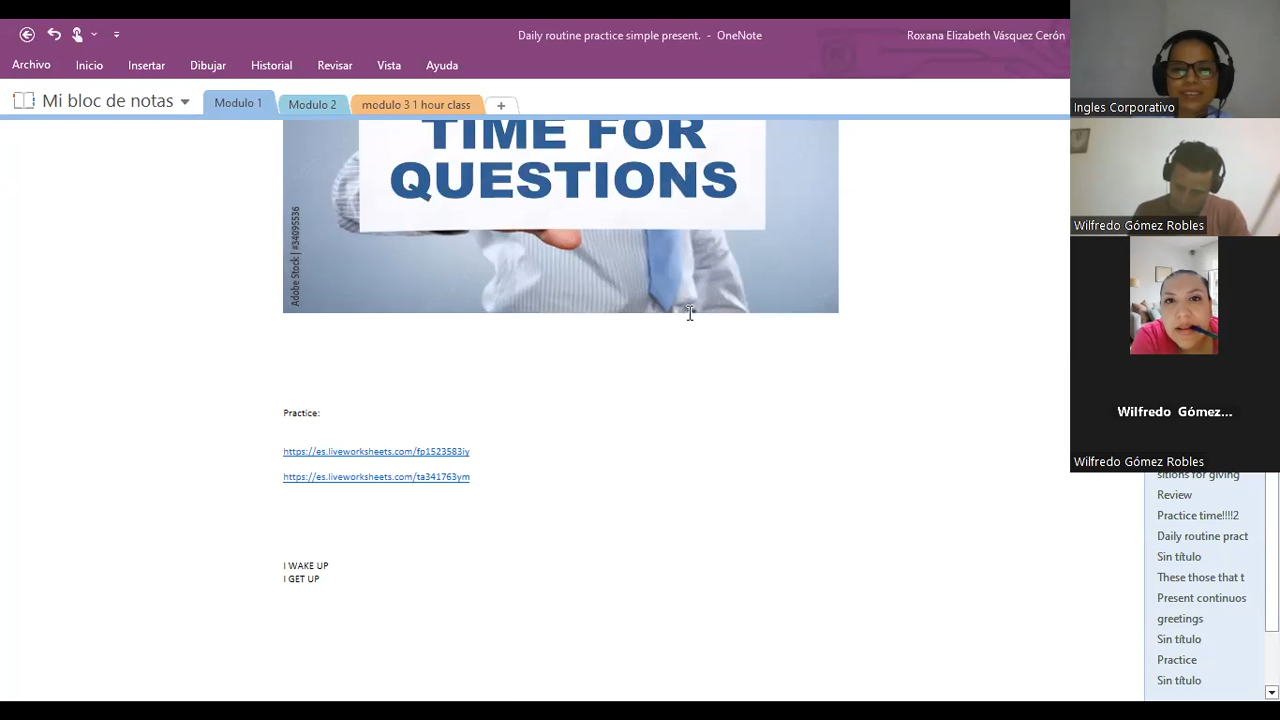 Daily routine practice simple present. - OneNote
Roxana Elizabeth Vásquez Cerón
Archivo
Inicio
Insertar
Dibujar
Historial
Revisar
Vista
Ayuda
Mi bloc de notas
Modulo 1
Modulo 2
modulo 3 1 hour class
Ingles Corporativo
TIME FOR
QUESTIONS
Adobe Stock | #34095536
Wilfredo Gómez Robles
Practice:
https://es.liveworksheets.com/fp1523583iy
https://es.liveworksheets.com/ta341763ym
I WAKE UP
I GET UP
Wilfredo Gómez...
Wilfredo Gómez Robles
sitions for giving
Review
Practice time!!!!2
Daily routine pract
Sin título
These those that t
Present continuos
greetings
Sin título
Practice
Sin título